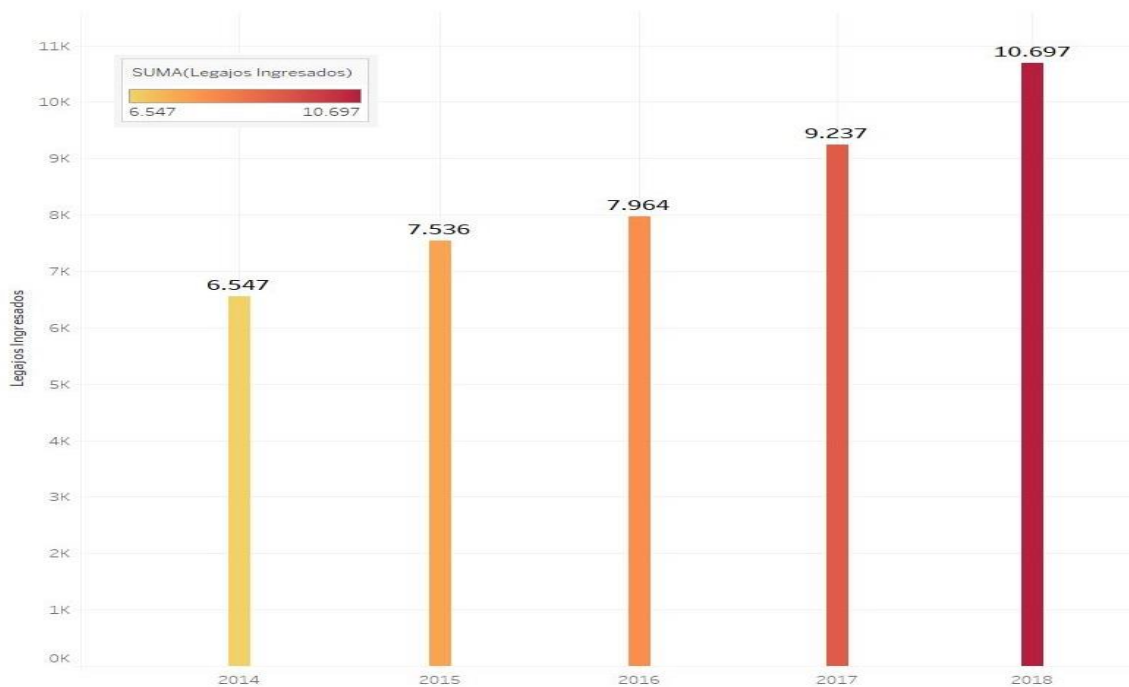 11K
SUMA(Legajos Ingresados)
6.547 10.697
10K
9K
8K
7K
6K
5K
4K
3K
2K
1K
0K
Legajos Ingresados
6.547
7.536
7.964
9.237
10.697
2014 2015 2016 2017 2018